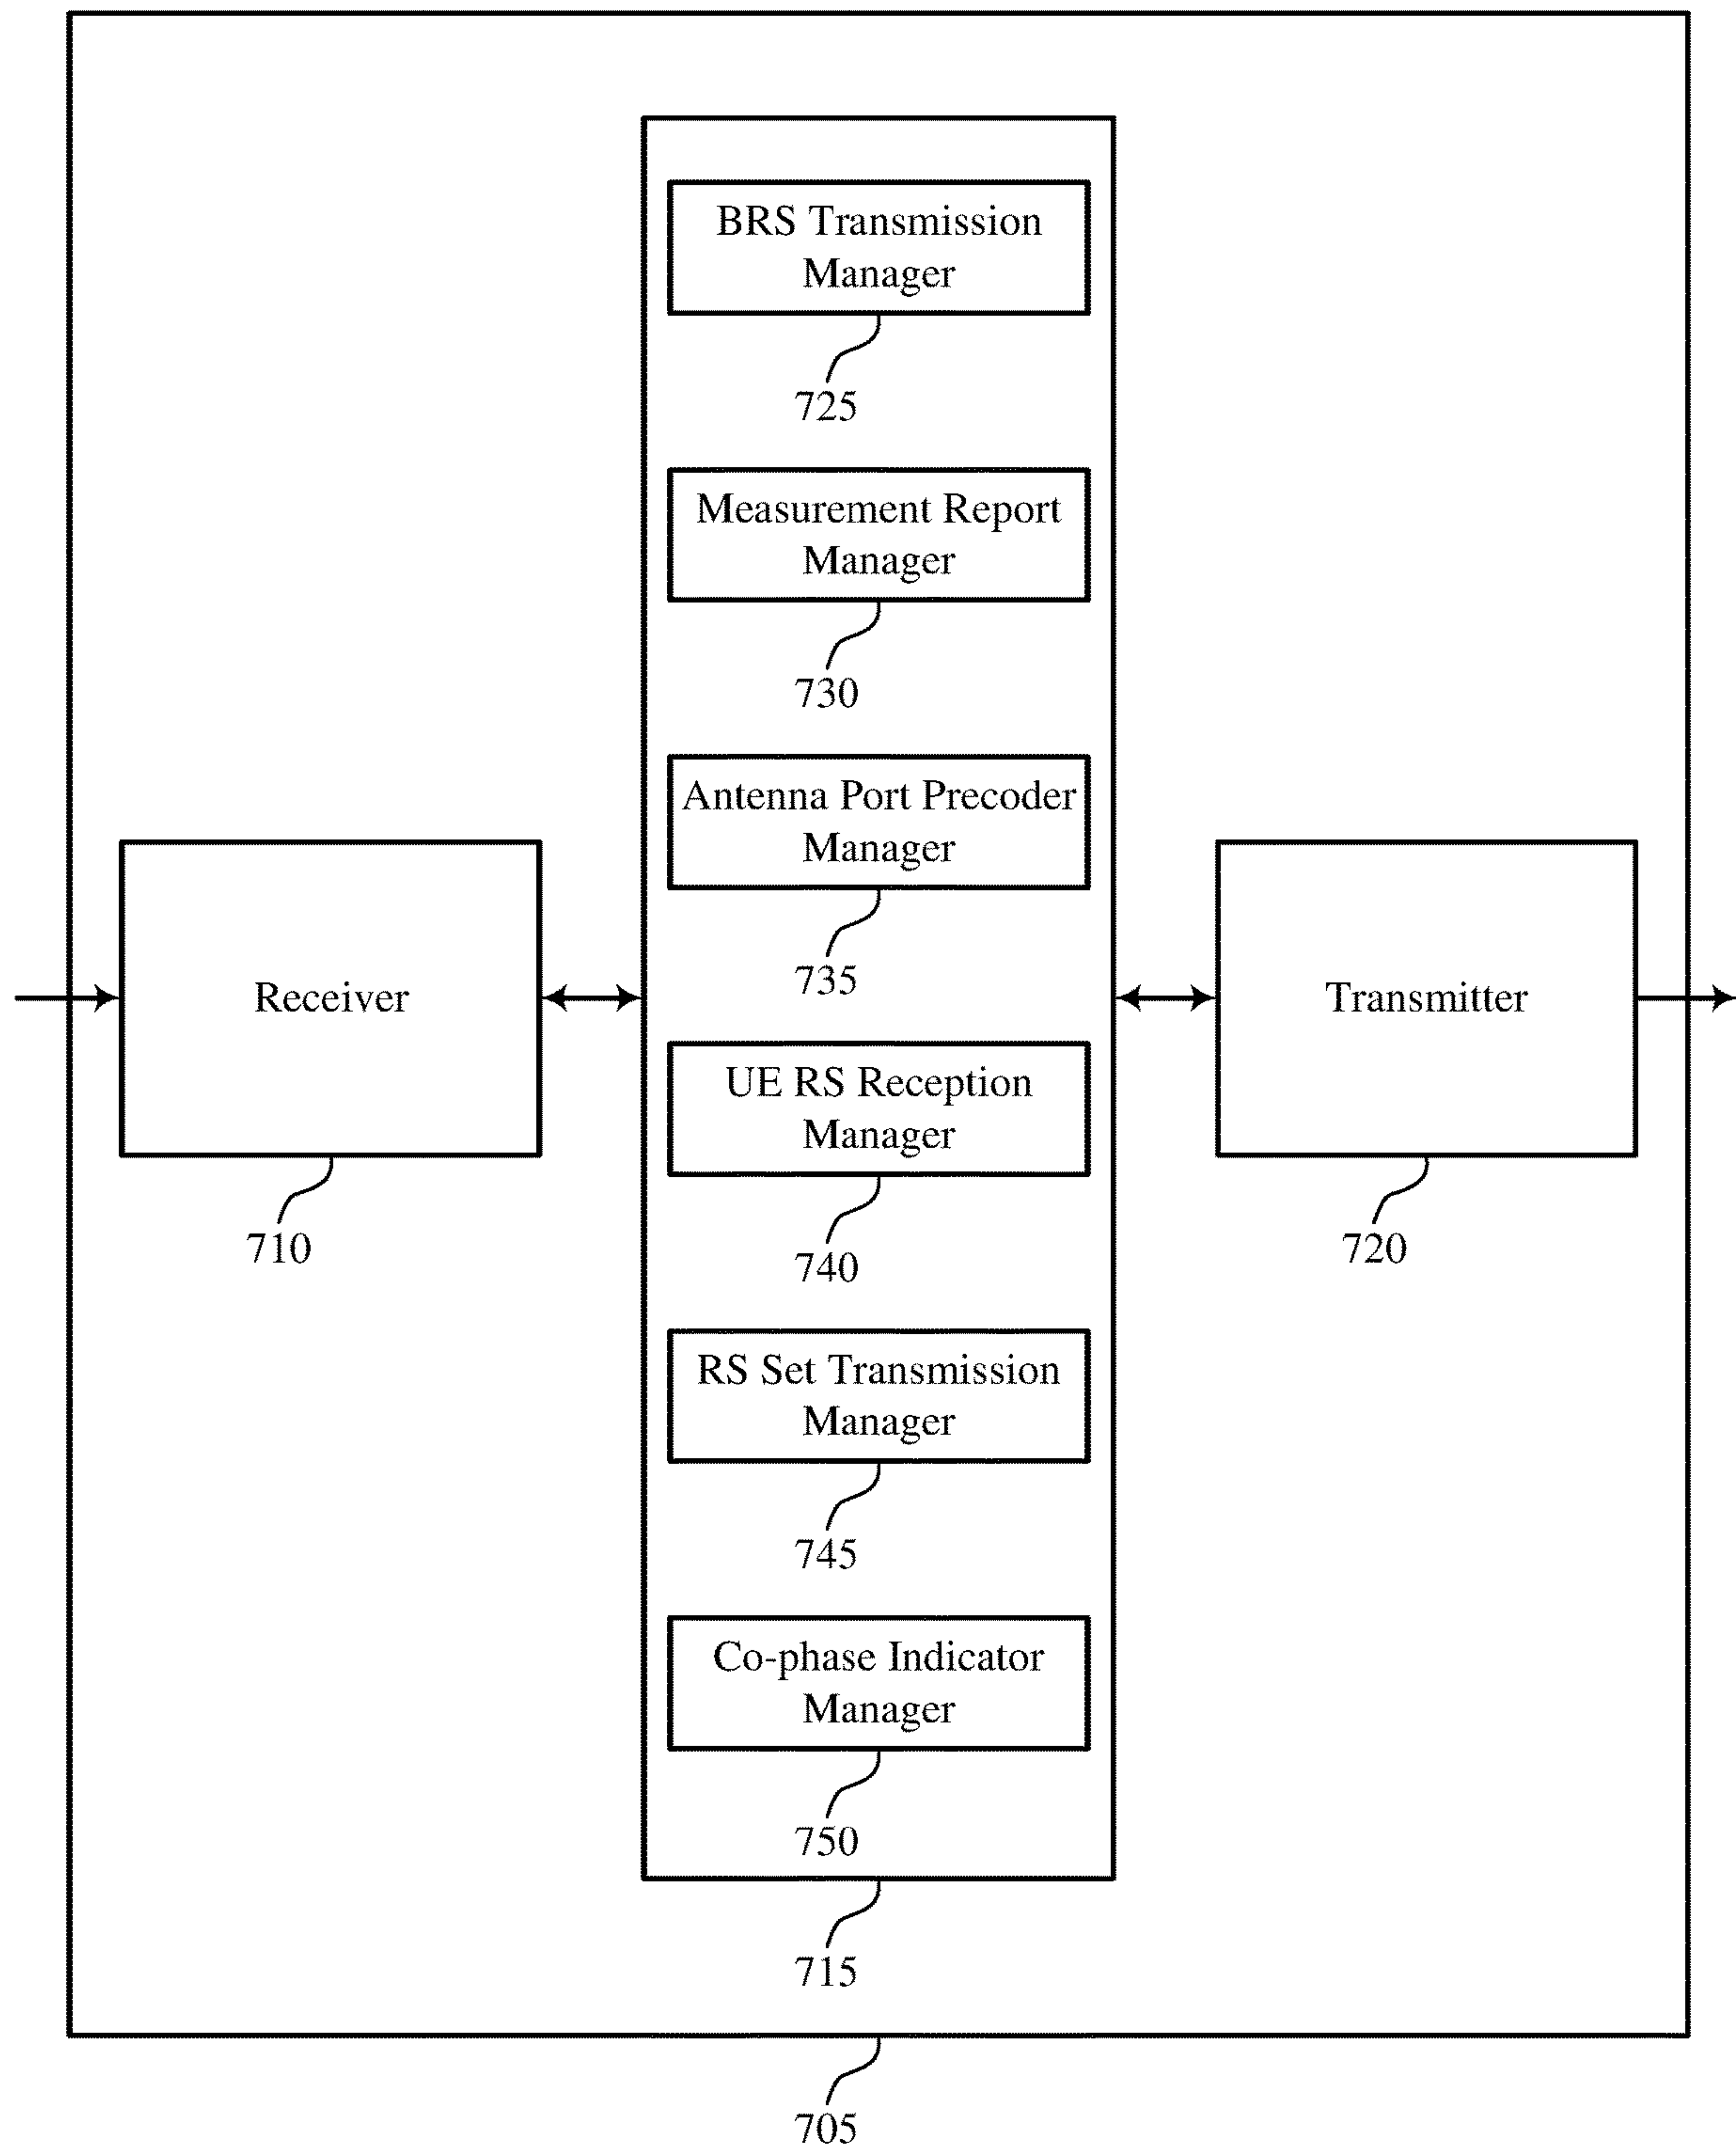 BRS Transmission
Manager
725
Measurement Report
Manager
730
Antenna Port Precoder
Manager
735
Receiver
710
Transmitter
720
UE RS Reception
Manager
740
RS Set Transmission
Manager
745
Co-phase Indicator
Manager
750
715
705